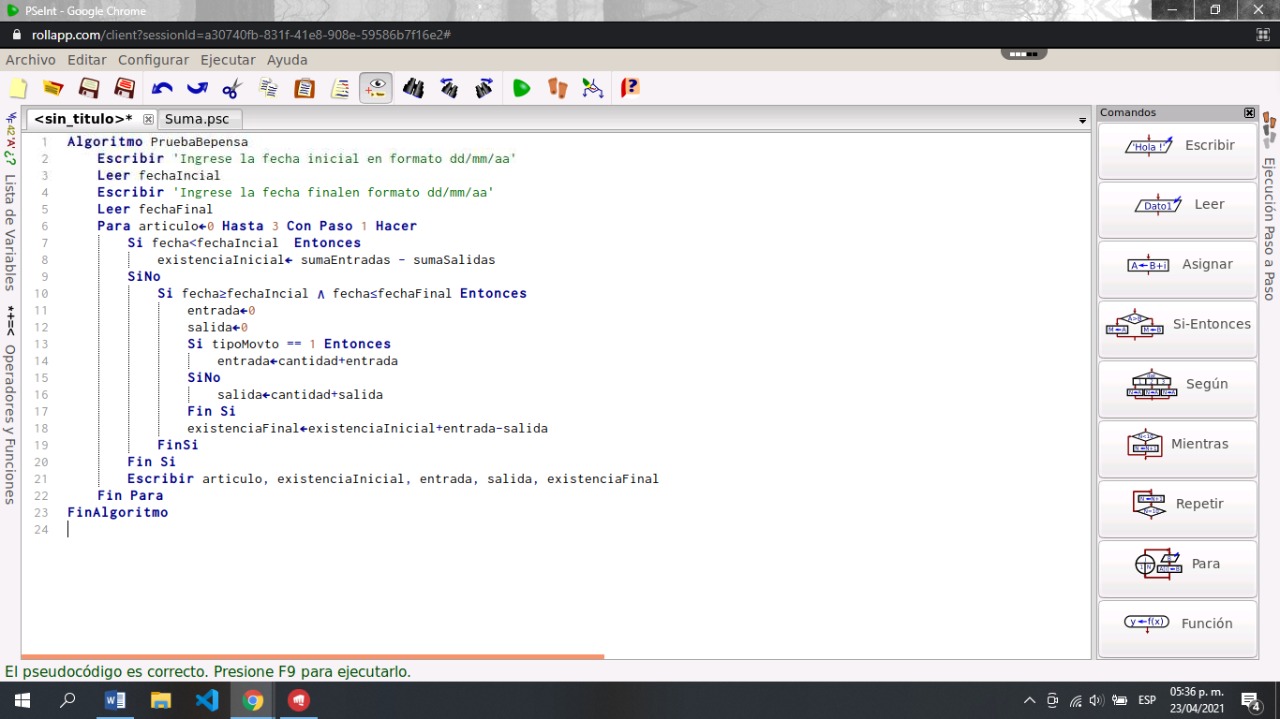 PSeInt - Google Chrome
rollapp.com/client?sessionId=a30740fb-831f-41e8-908e-59586b7f16e2#
Archivo Editar Configurar Ejecutar Ayuda
<sin_titulo>* Suma.psc
1 Algoritmo PruebaBepensa
2 Escribir 'Ingrese la fecha inicial en formato dd/mm/aa'
3 Leer fechaIncial
4 Escribir 'Ingrese la fecha finalen formato dd/mm/aa'
5 Leer fechaFinal
6 Para articulo←0 Hasta 3 Con Paso 1 Hacer
7 Si fecha<fechaIncial Entonces
8 existenciaInicial← sumaEntradas - sumaSalidas
9 SiNo
10 Si fecha≥fechaIncial ∧ fecha≤fechaFinal Entonces
11 entrada←0
12 salida←0
13 Si tipoMovto == 1 Entonces
14 entrada←cantidad+entrada
15 SiNo
16 salida←cantidad+salida
17 Fin Si
18 existenciaFinal←existenciaInicial+entrada-salida
19 FinSi
20 Fin Si
21 Escribir articulo, existenciaInicial, entrada, salida, existenciaFinal
22 Fin Para
23 FinAlgoritmo
24
Lista de Variables
*+=< Operadores y Funciones
Comandos
'Hola !' Escribir
Dato1 Leer
A←B+i Asignar
Si-Entonces
Según
Mientras
Repetir
Para
y←f(x) Función
Ejecución Paso a Paso
El pseudocódigo es correcto. Presione F9 para ejecutarlo.
ESP
05:36 p. m.
23/04/2021
4